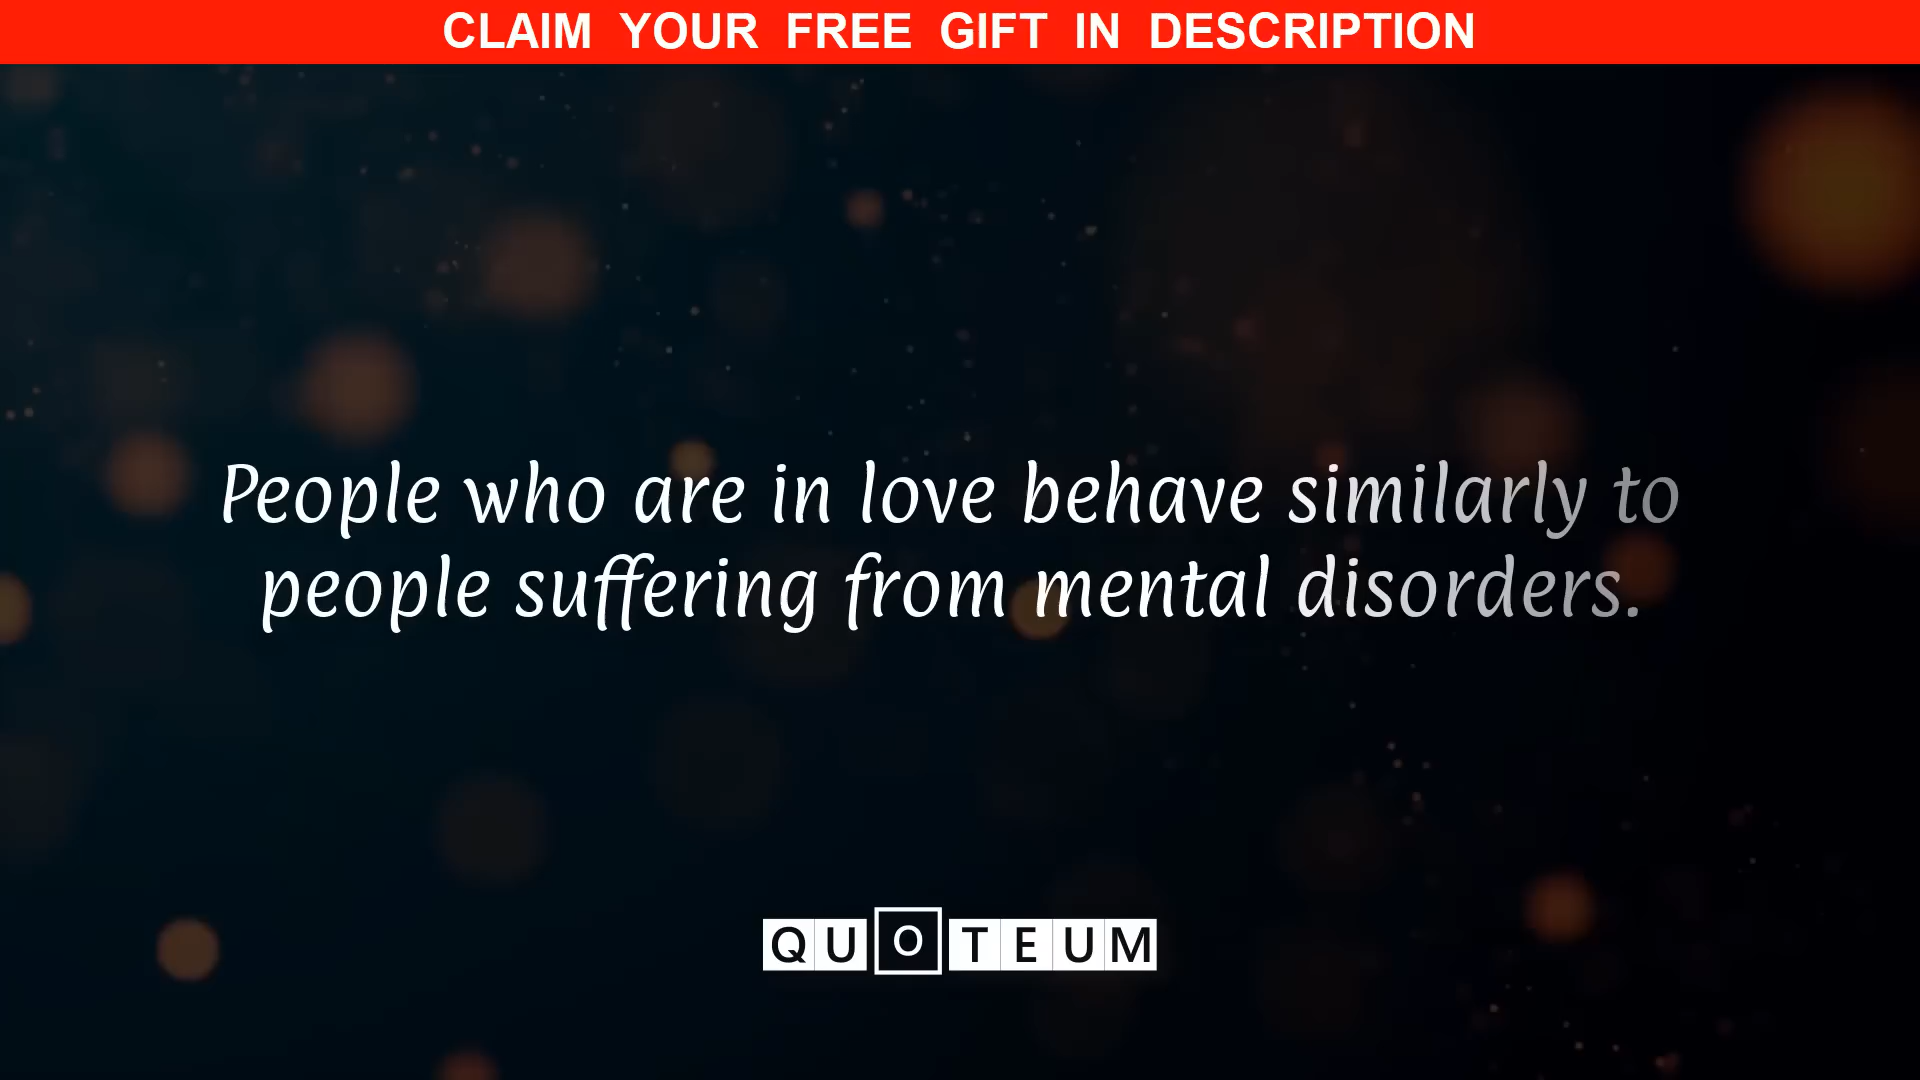 CLAIM YOUR FREE GIFT IN DESCRIPTION
People who are in love behave similarly to
people suffering from mental disorders.
QUOTEUM